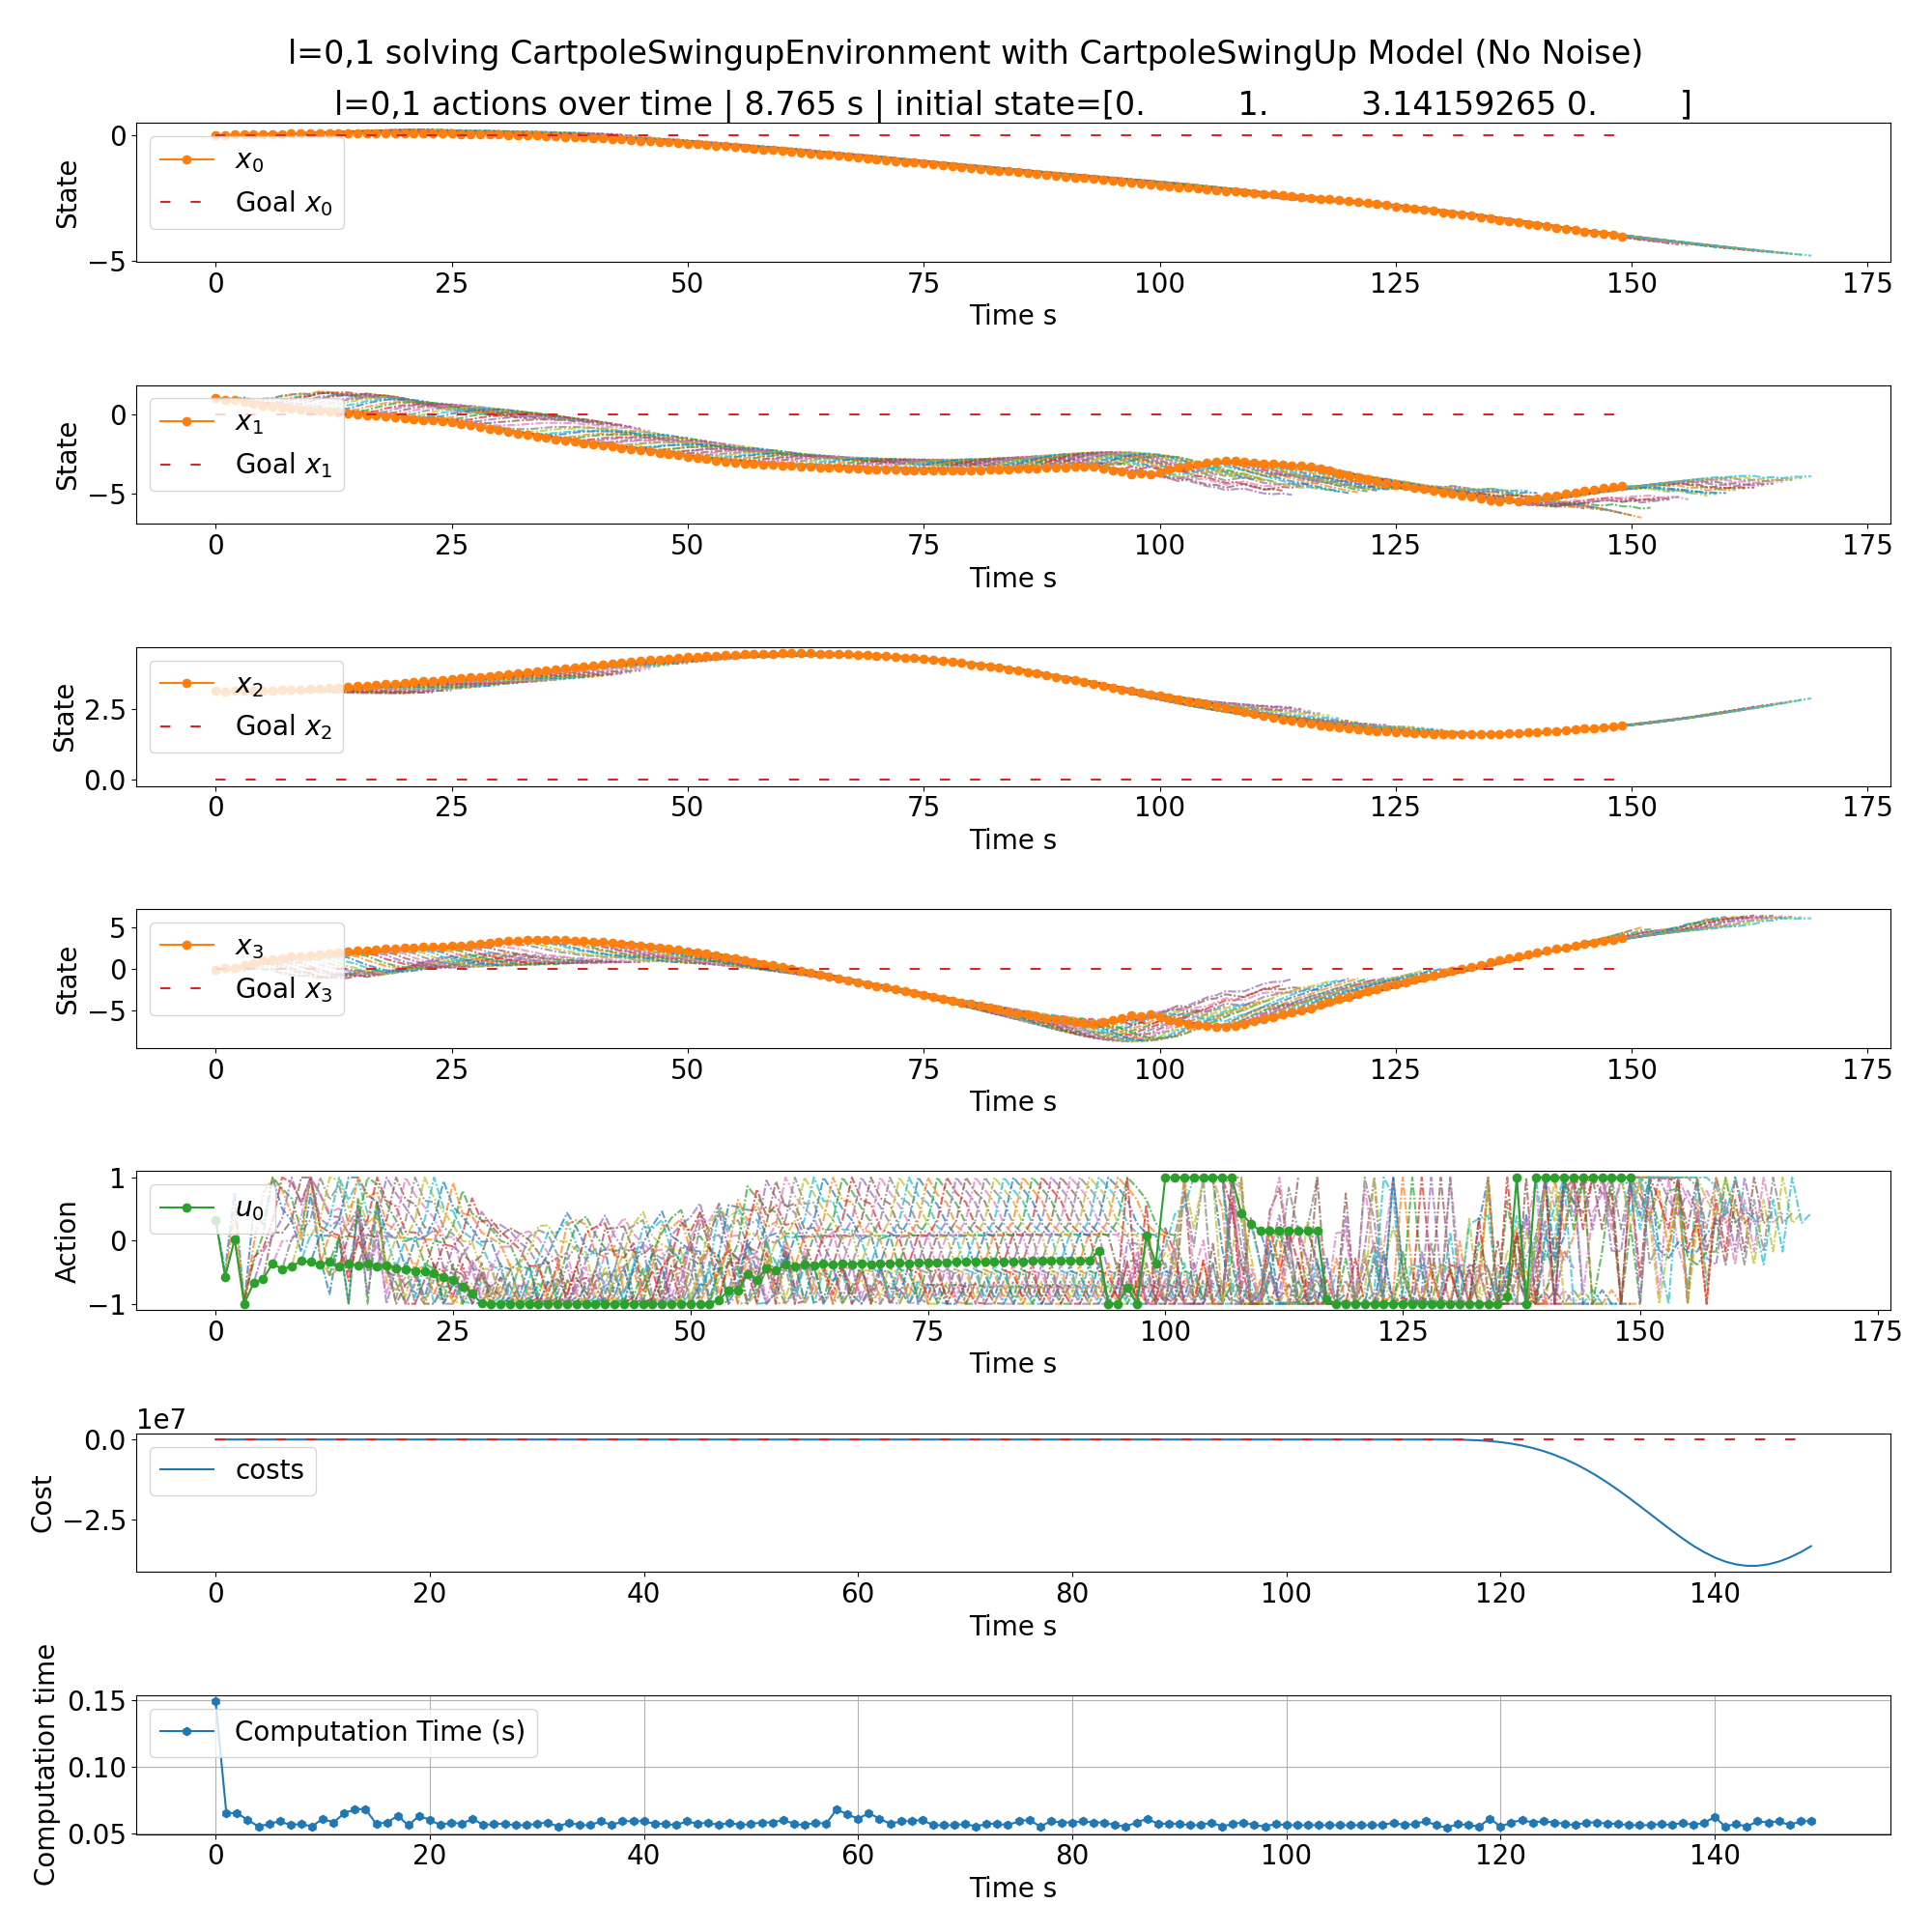 l=0,1 solving CartpoleSwingupEnvironment with CartpoleSwingUp Model (No Noise)
l=0,1 actions over time | 8.765 s | initial state=[0. 1. 3.14159265 0. ]
State
0
−5
x0
Goal x0
0 25 50 75 100 125 150 175
Time s
State
0
−5
x1
Goal x1
0 25 50 75 100 125 150 175
Time s
State
2.5
0.0
x2
Goal x2
0 25 50 75 100 125 150 175
Time s
State
5
0
−5
x3
Goal x3
0 25 50 75 100 125 150 175
Time s
Action
1
0
−1
u0
0 25 50 75 100 125 150 175
Time s
1e7
Cost
0.0
−2.5
costs
0 20 40 60 80 100 120 140
Time s
Computation time
0.15
0.10
0.05
Computation Time (s)
0 20 40 60 80 100 120 140
Time s